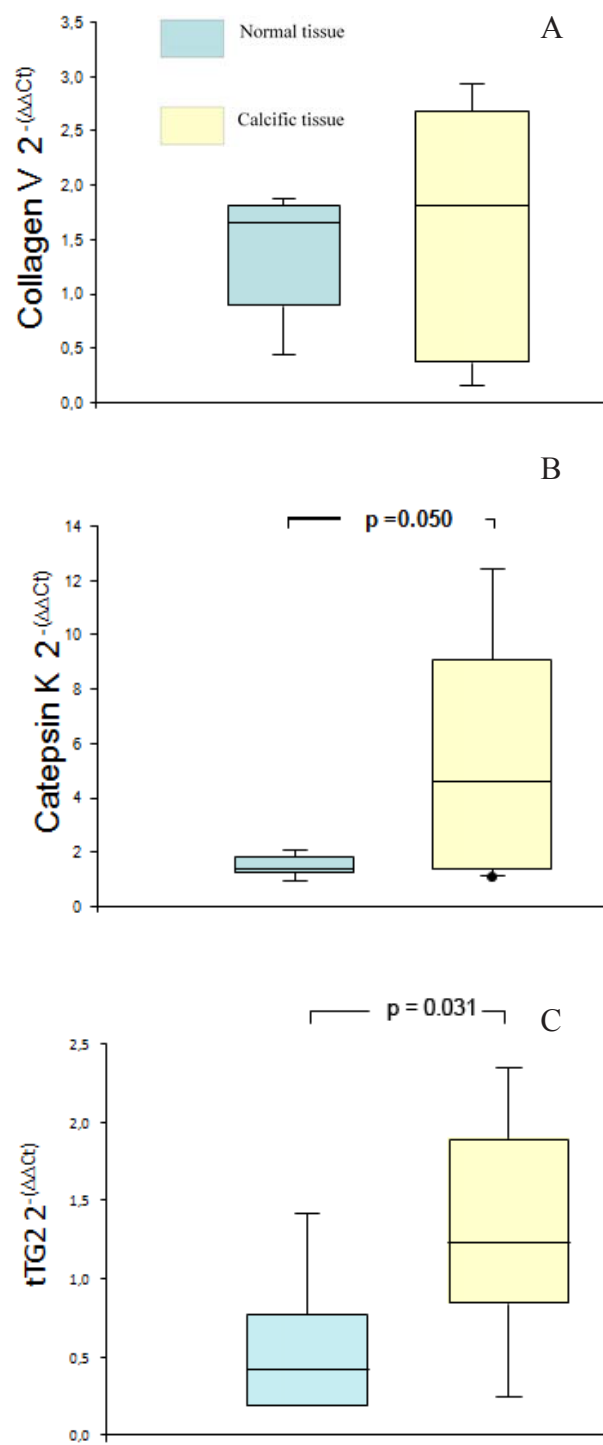 A
Normal tissue
Calcific tissue
Collagen V 2-(ΔΔCt)
3,5
3,0
2,5
2,0
1,5
1,0
0,5
0,0
B
p =0.050
Catepsin K 2-(ΔΔCt)
14
12
10
8
6
4
2
0
C
p = 0.031
tTG2 2-(ΔΔCt)
2,5
2,0
1,5
1,0
0,5
0,0